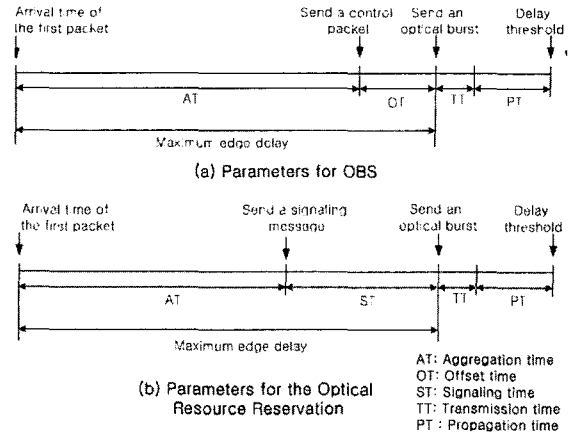 Arrival time of
the first packet
Send a control
packet
Send an
optical burst
Delay
threshold
AT
OT
TT
PT
Maximum edge delay
(a) Parameters for OBS
Arrival time of
the first packet
Send a signaling
message
Send an
optical burst
Delay
threshold
AT
ST
TT
PT
Maximum edge delay
(b) Parameters for the Optical
Resource Reservation
AT: Aggregation time
OT: Offset time
ST: Signaling time
TT: Transmission time
PT : Propagation time